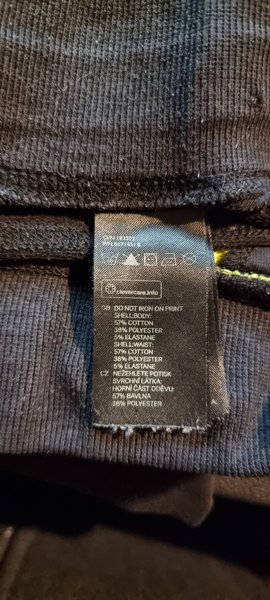 clevercare.info
GB DO NOT IRON ON PRINT
SHELL:BODY:
57% COTTON
38% POLYESTER
5% ELASTANE
SHELL:WAIST:
57% COTTON
38% POLYESTER
5% ELASTANE
CZ NEŽEHLETE POTISK
SVRCHNÍ LÁTKA:
HORNÍ ČÁST ODĚVU:
57% BAVLNA
38% POLYESTER